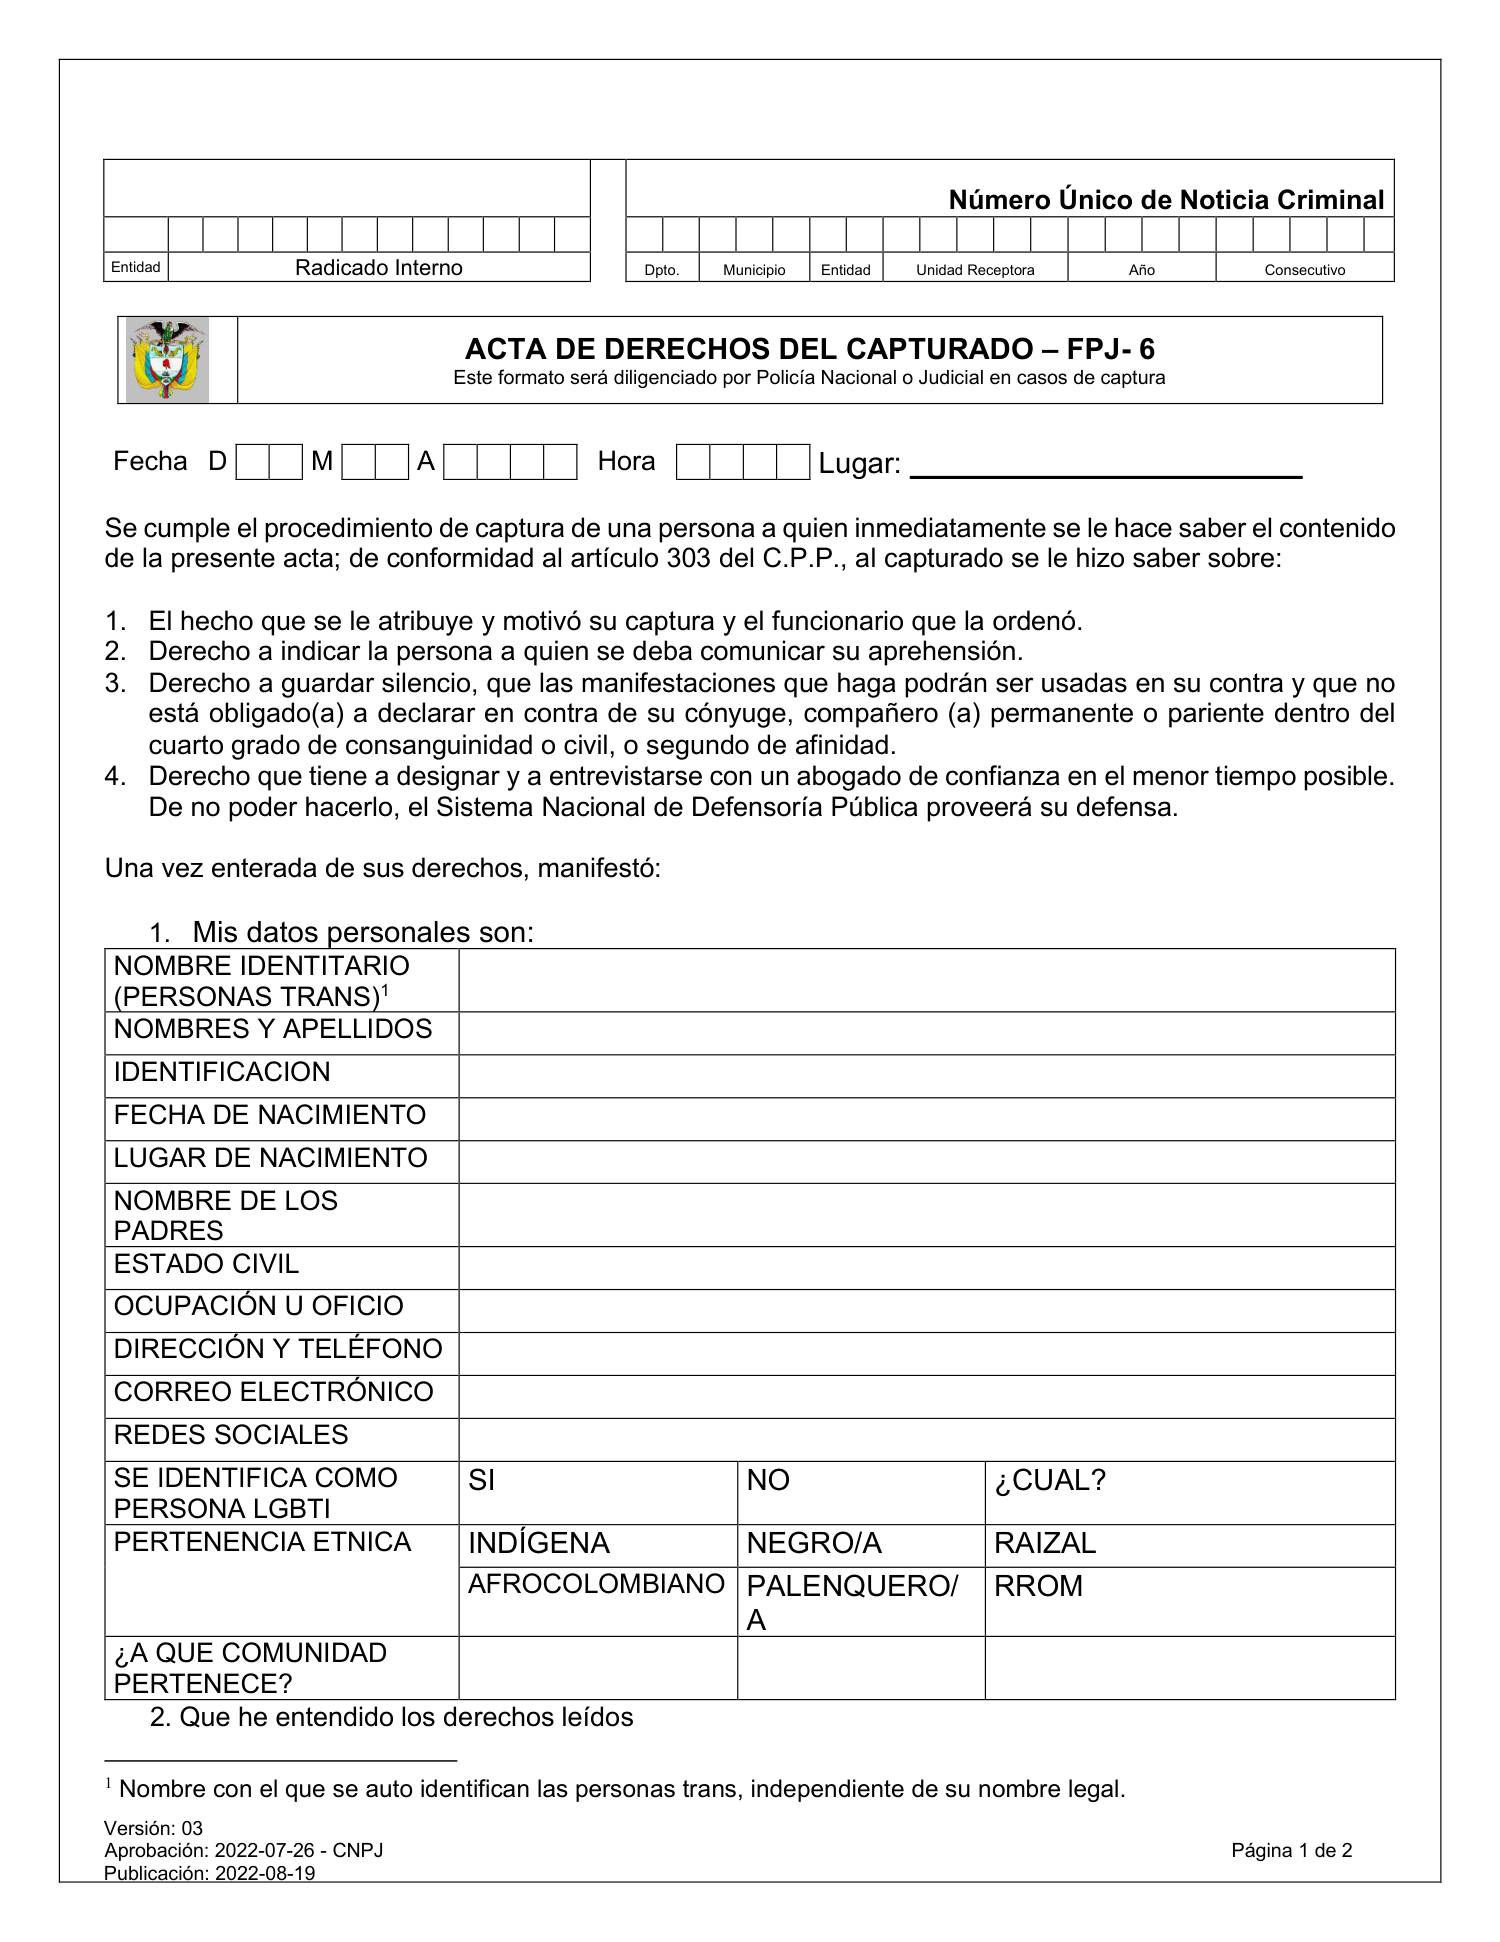 Número Único de Noticia Criminal
Entidad Radicado Interno Dpto. Municipio Entidad Unidad Receptora Año Consecutivo
ACTA DE DERECHOS DEL CAPTURADO – FPJ- 6
Este formato será diligenciado por Policía Nacional o Judicial en casos de captura
Fecha D M A Hora Lugar:
Se cumple el procedimiento de captura de una persona a quien inmediatamente se le hace saber el contenido
de la presente acta; de conformidad al artículo 303 del C.P.P., al capturado se le hizo saber sobre:
1. El hecho que se le atribuye y motivó su captura y el funcionario que la ordenó.
2. Derecho a indicar la persona a quien se deba comunicar su aprehensión.
3. Derecho a guardar silencio, que las manifestaciones que haga podrán ser usadas en su contra y que no
está obligado(a) a declarar en contra de su cónyuge, compañero (a) permanente o pariente dentro del
cuarto grado de consanguinidad o civil, o segundo de afinidad.
4. Derecho que tiene a designar y a entrevistarse con un abogado de confianza en el menor tiempo posible.
De no poder hacerlo, el Sistema Nacional de Defensoría Pública proveerá su defensa.
Una vez enterada de sus derechos, manifestó:
1. Mis datos personales son:
NOMBRE IDENTITARIO
(PERSONAS TRANS)¹
NOMBRES Y APELLIDOS
IDENTIFICACION
FECHA DE NACIMIENTO
LUGAR DE NACIMIENTO
NOMBRE DE LOS
PADRES
ESTADO CIVIL
OCUPACIÓN U OFICIO
DIRECCIÓN Y TELÉFONO
CORREO ELECTRÓNICO
REDES SOCIALES
SE IDENTIFICA COMO SI NO ¿CUAL?
PERSONA LGBTI
PERTENENCIA ETNICA INDÍGENA NEGRO/A RAIZAL
AFROCOLOMBIANO PALENQUERO/ RROM
A
¿A QUE COMUNIDAD
PERTENECE?
2. Que he entendido los derechos leídos
¹ Nombre con el que se auto identifican las personas trans, independiente de su nombre legal.
Versión: 03
Aprobación: 2022-07-26 - CNPJ Página 1 de 2
Publicación: 2022-08-19